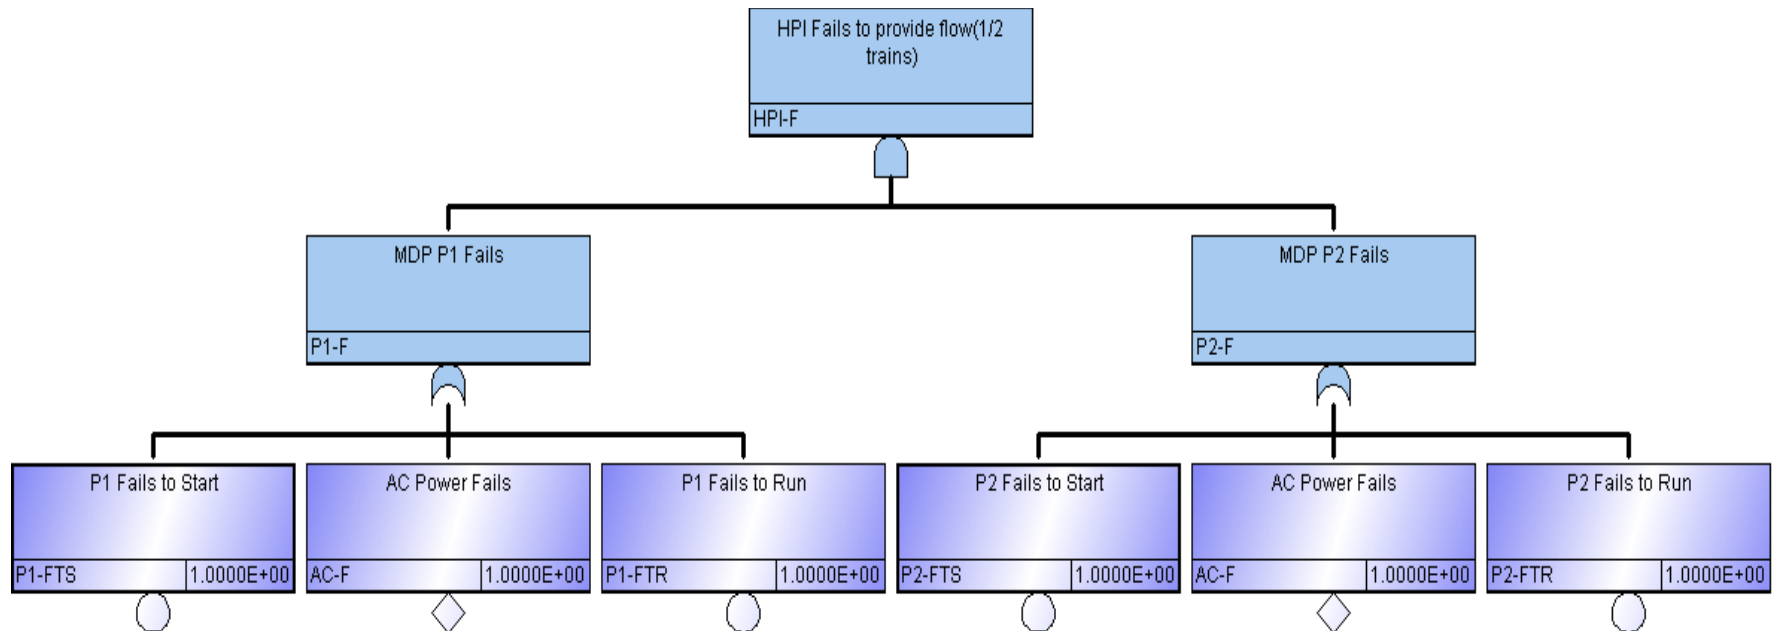 HPI Fails to provide flow(1/2
trains)
HPI-F
MDP P1 Fails
P1-F
MDP P2 Fails
P2-F
P1 Fails to Start
P1-FTS 1.0000E+00
AC Power Fails
AC-F 1.0000E+00
P1 Fails to Run
P1-FTR 1.0000E+00
P2 Fails to Start
P2-FTS 1.0000E+00
AC Power Fails
AC-F 1.0000E+00
P2 Fails to Run
P2-FTR 1.0000E+00